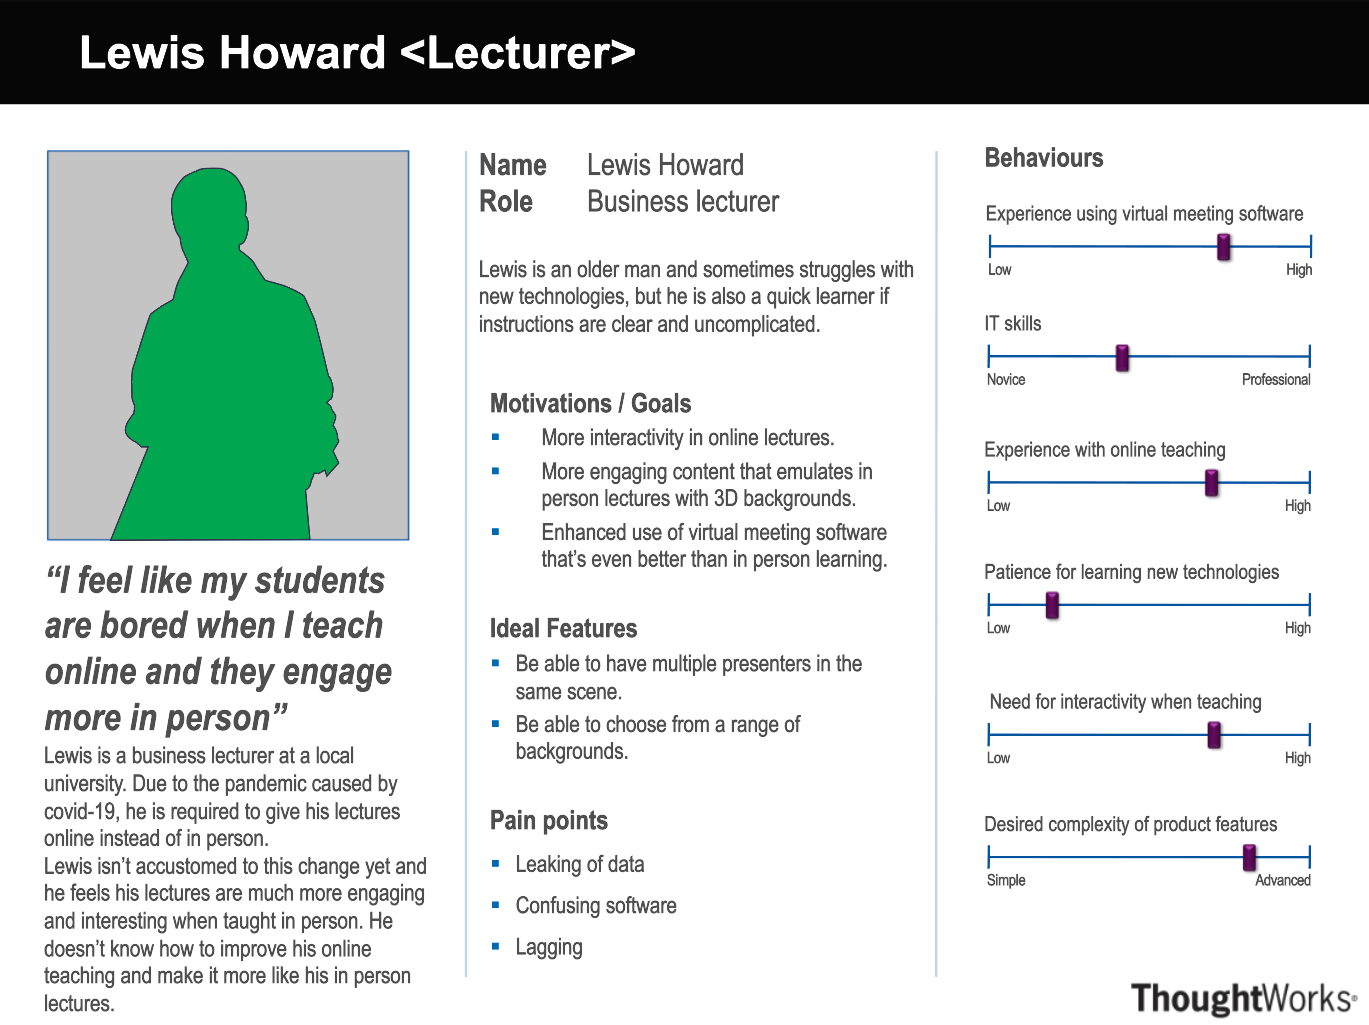 Lewis Howard <Lecturer>
“I feel like my students
are bored when I teach
online and they engage
more in person”
Lewis is a business lecturer at a local
university. Due to the pandemic caused by
covid-19, he is required to give his lectures
online instead of in person.
Lewis isn’t accustomed to this change yet and
he feels his lectures are much more engaging
and interesting when taught in person. He
doesn’t know how to improve his online
teaching and make it more like his in person
lectures.
Name Lewis Howard
Role Business lecturer
Lewis is an older man and sometimes struggles with
new technologies, but he is also a quick learner if
instructions are clear and uncomplicated.
Motivations / Goals
▪ More interactivity in online lectures.
▪ More engaging content that emulates in
person lectures with 3D backgrounds.
▪ Enhanced use of virtual meeting software
that’s even better than in person learning.
Ideal Features
▪ Be able to have multiple presenters in the
same scene.
▪ Be able to choose from a range of
backgrounds.
Pain points
▪ Leaking of data
▪ Confusing software
▪ Lagging
Behaviours
Experience using virtual meeting software
Low High
IT skills
Novice Professional
Experience with online teaching
Low High
Patience for learning new technologies
Low High
Need for interactivity when teaching
Low High
Desired complexity of product features
Simple Advanced
ThoughtWorks®